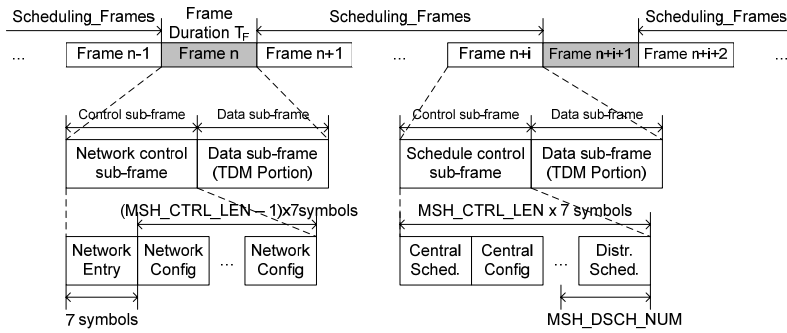 Frame
Scheduling_Frames Duration TF Scheduling_Frames Scheduling_Frames
... Frame n-1 Frame n Frame n+1 ... Frame n+i Frame n+i+1 Frame n+i+2 ...
Control sub-frame Data sub-frame Control sub-frame Data sub-frame
Network control sub-frame Data sub-frame (TDM Portion) Schedule control sub-frame Data sub-frame (TDM Portion)
(MSH_CTRL_LEN – 1)x7symbols MSH_CTRL_LEN x 7 symbols
Network Entry Network Config ... Network Config Central Sched. Central Config ... Distr. Sched.
7 symbols MSH_DSCH_NUM